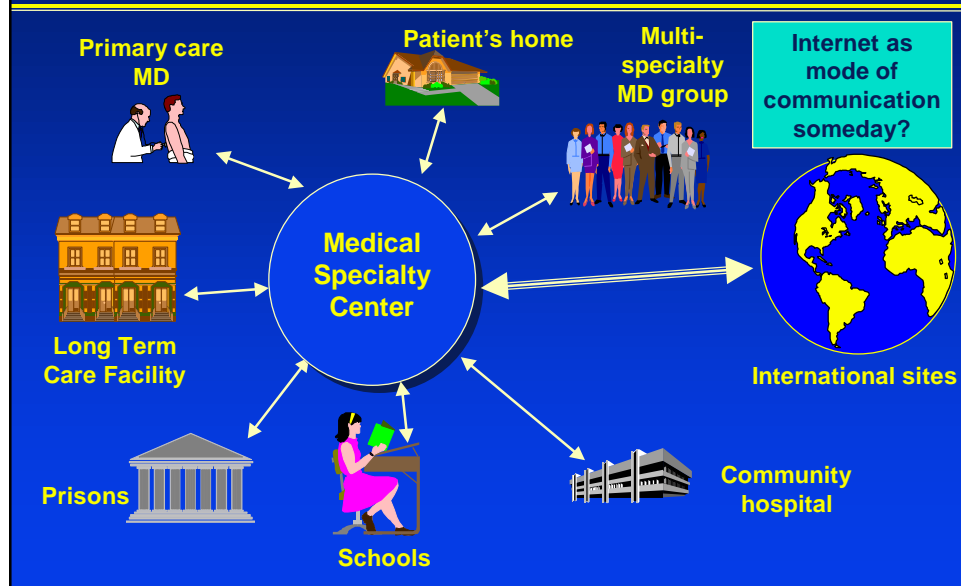 Primary care
MD
Patient's home
Multi-
specialty
MD group
Internet as
mode of
communication
someday?
Medical
Specialty
Center
Long Term
Care Facility
International sites
Prisons
Schools
Community
hospital